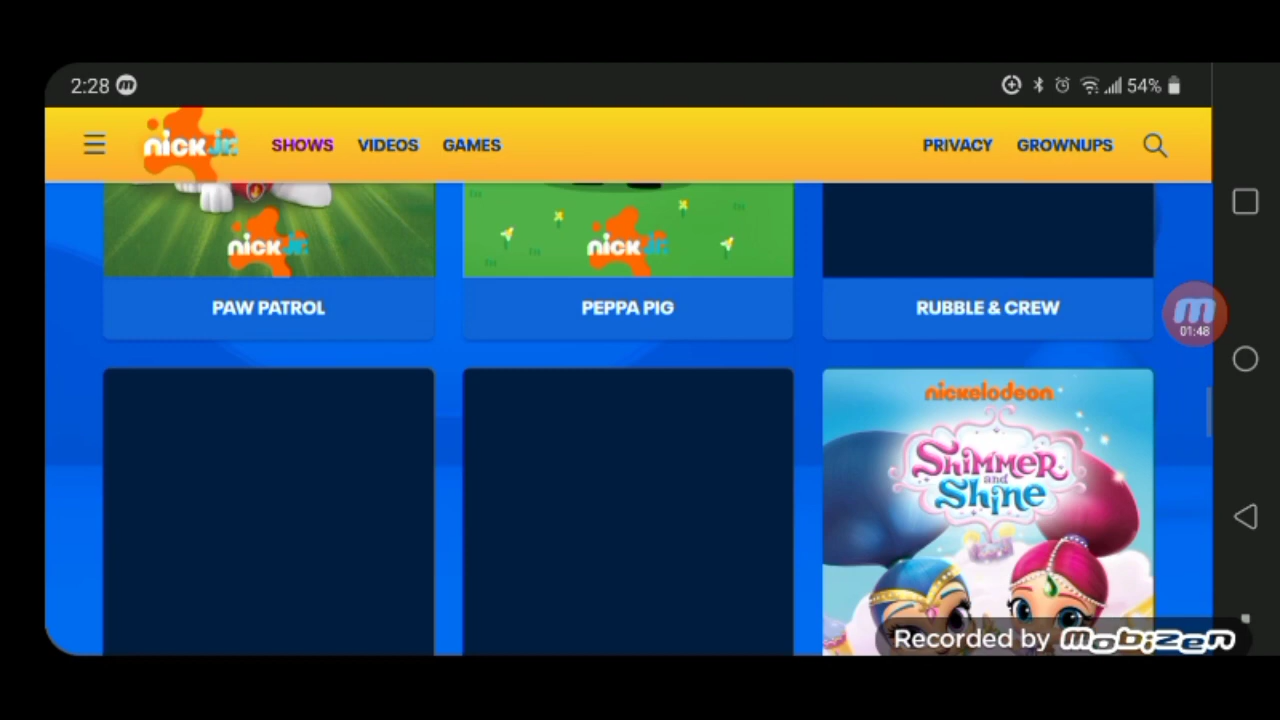 2:28 m 54%
nick jr. SHOWS VIDEOS GAMES PRIVACY GROWNUPS
nick jr. nick jr.
PAW PATROL PEPPA PIG RUBBLE & CREW
m
01:48
nickelodeon
Shimmer
and
Shine
Recorded by mobizen